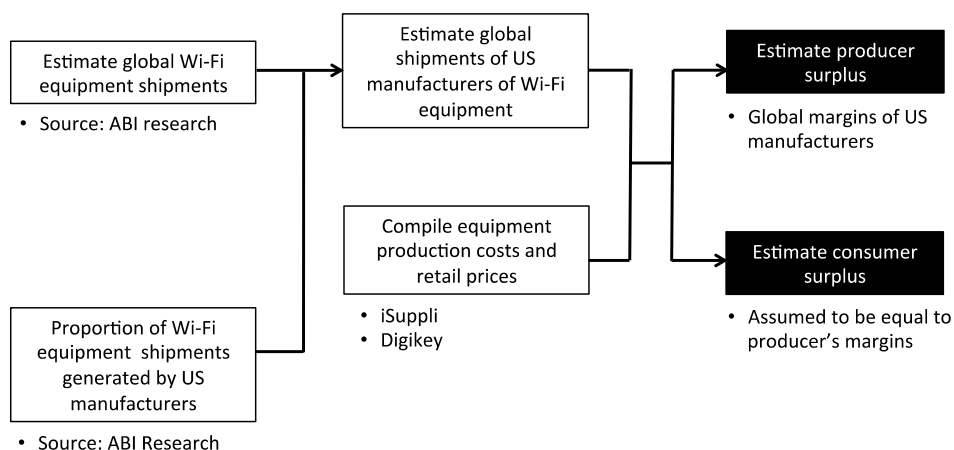 Estimate global Wi-Fi
equipment shipments
• Source: ABI research
Proportion of Wi-Fi
equipment shipments
generated by US
manufacturers
• Source: ABI Research
Estimate global
shipments of US
manufacturers of Wi-Fi
equipment
Compile equipment
production costs and
retail prices
• iSuppli
• Digikey
Estimate producer
surplus
• Global margins of US
manufacturers
Estimate consumer
surplus
• Assumed to be equal to
producer’s margins